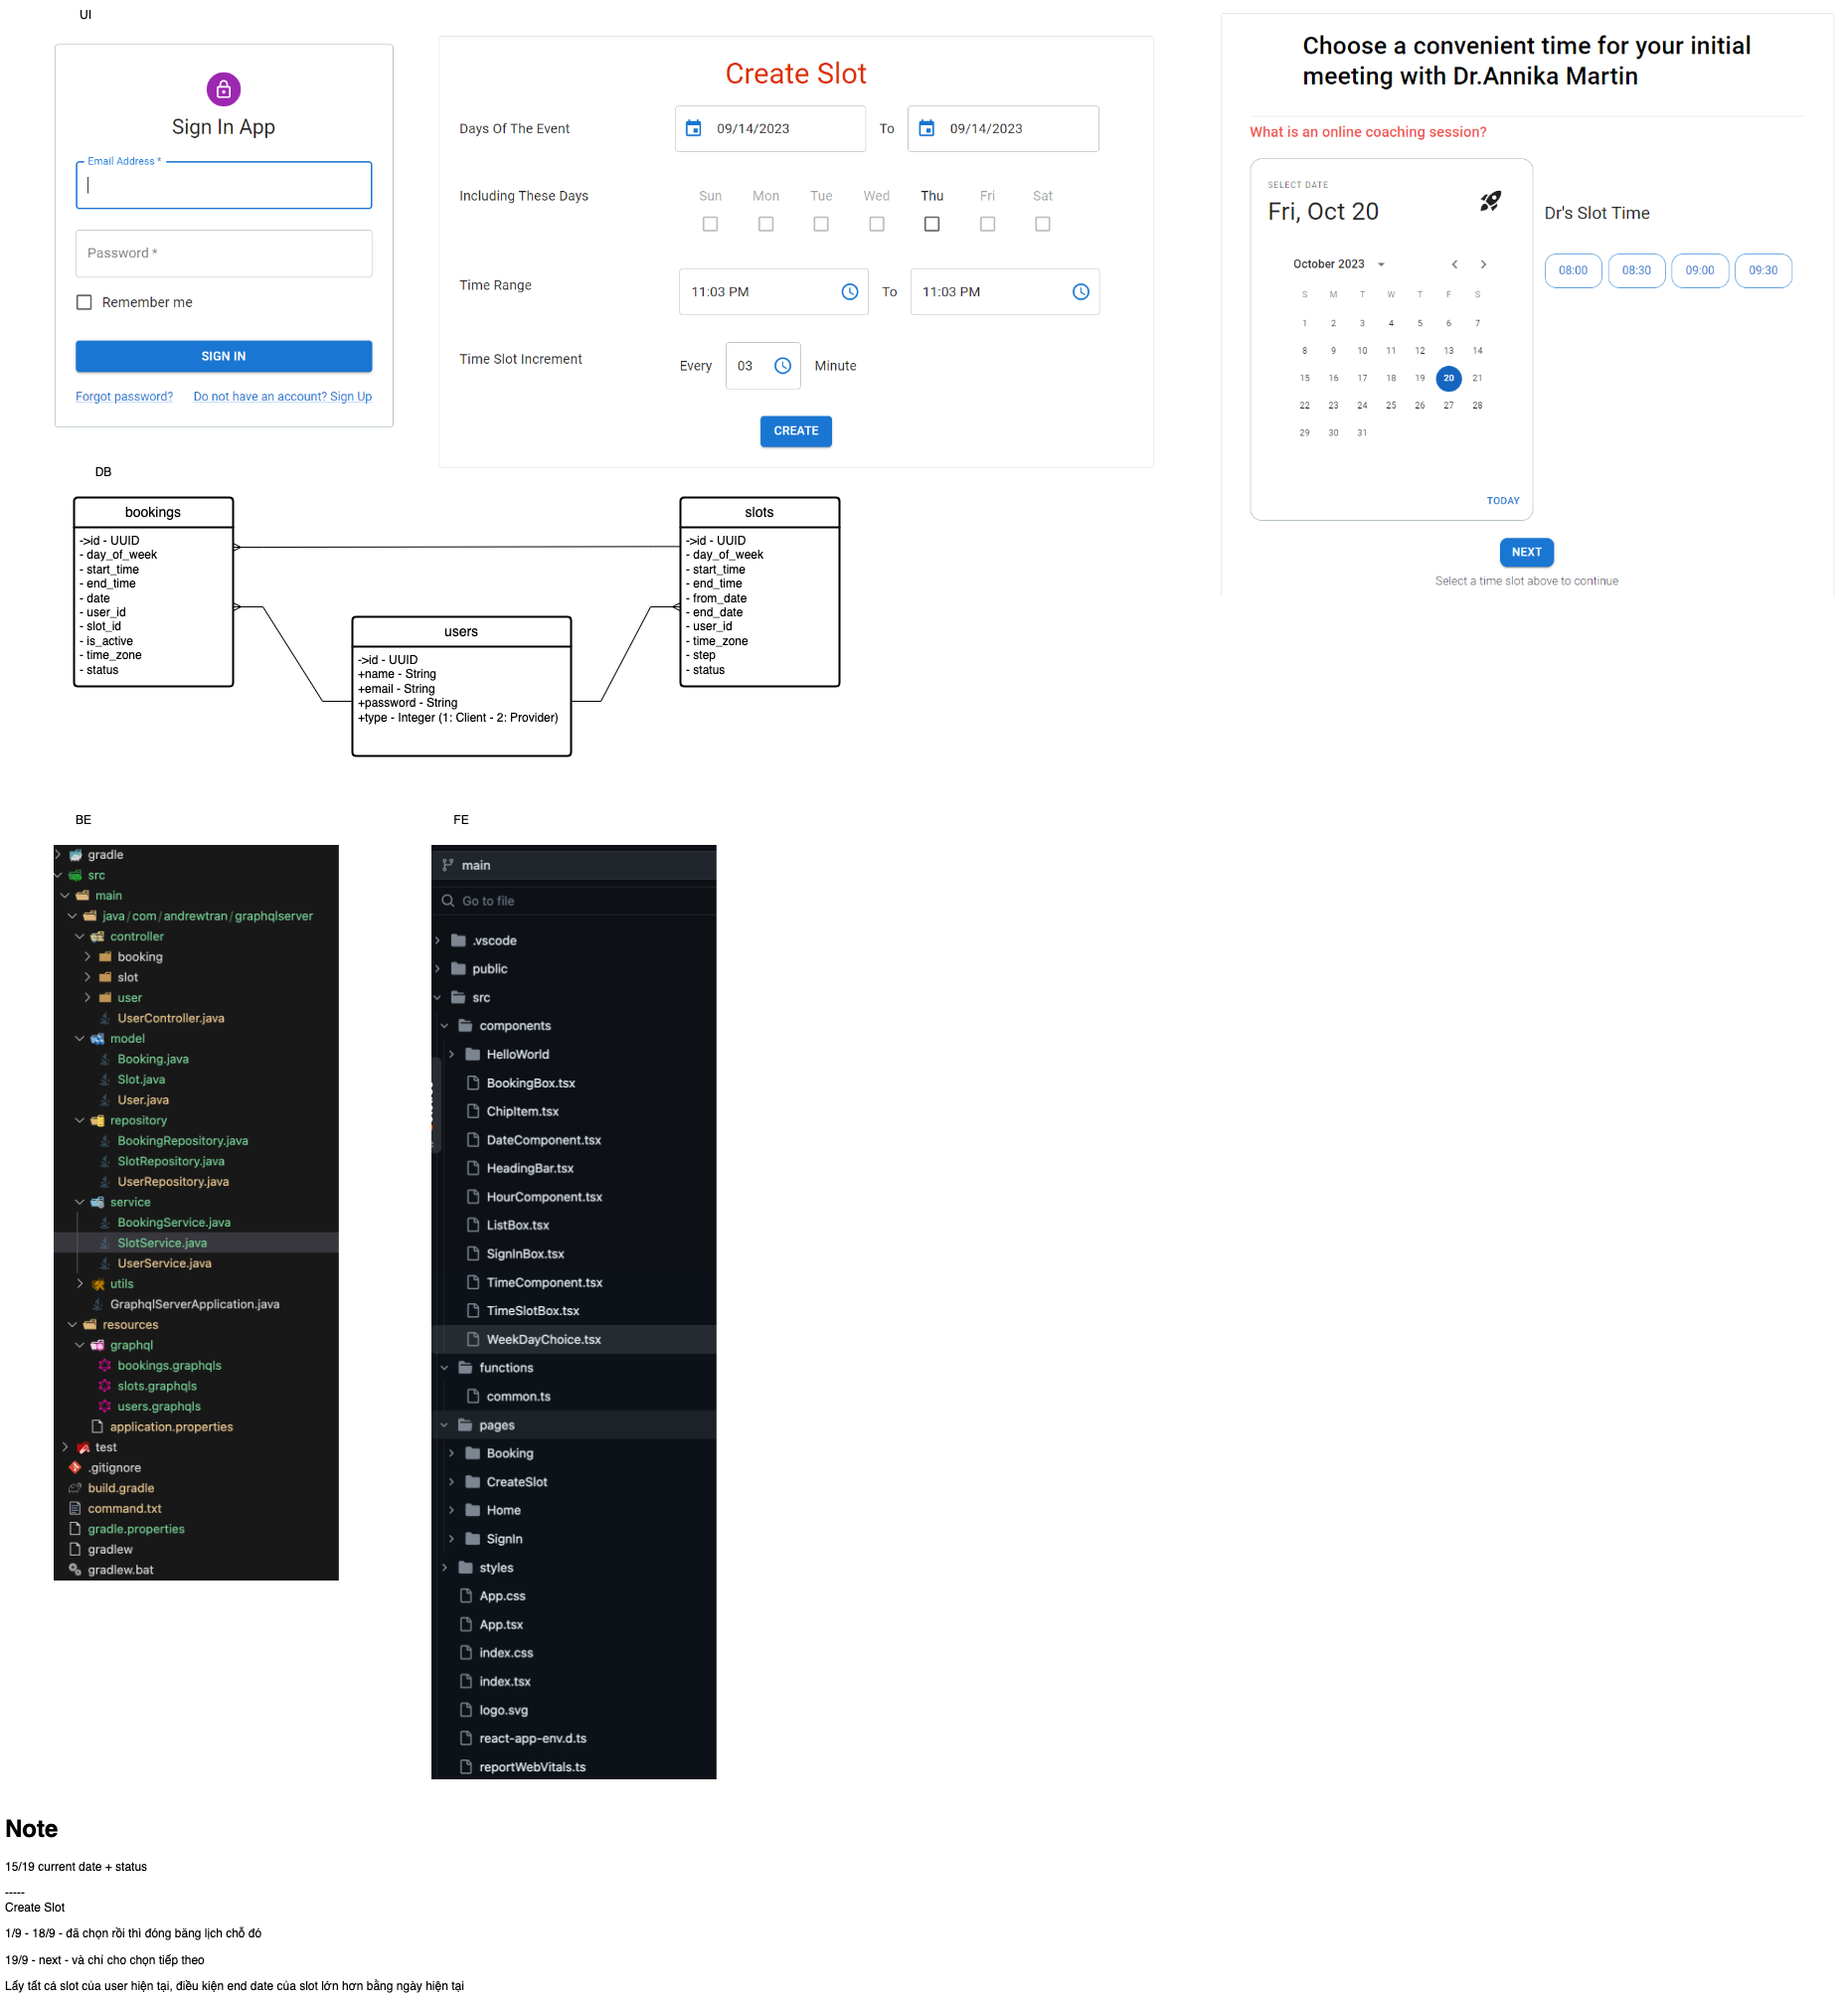 UI
Sign In App
Email Address *
Password *
Remember me
SIGN IN
Forgot password? Do not have an account? Sign Up
Create Slot
Days Of The Event 09/14/2023 To 09/14/2023
Including These Days Sun Mon Tue Wed Thu Fri Sat
Time Range 11:03 PM To 11:03 PM
Time Slot Increment Every 03 Minute
CREATE
Choose a convenient time for your initial
meeting with Dr.Annika Martin
What is an online coaching session?
SELECT DATE
Fri, Oct 20
October 2023
S M T W T F S
1 2 3 4 5 6 7
8 9 10 11 12 13 14
15 16 17 18 19 20 21
22 23 24 25 26 27 28
29 30 31
TODAY
Dr's Slot Time
08:00 08:30 09:00 09:30
NEXT
Select a time slot above to continue
DB
bookings
->id - UUID
- day_of_week
- start_time
- end_time
- date
- user_id
- slot_id
- is_active
- time_zone
- status
users
->id - UUID
+name - String
+email - String
+password - String
+type - Integer (1: Client - 2: Provider)
slots
->id - UUID
- day_of_week
- start_time
- end_time
- from_date
- end_date
- user_id
- time_zone
- step
- status
BE
gradle
src
main
java/com/andrewtran/graphqlserver
controller
booking
slot
user
UserController.java
model
Booking.java
Slot.java
User.java
repository
BookingRepository.java
SlotRepository.java
UserRepository.java
service
BookingService.java
SlotService.java
UserService.java
utils
GraphqlServerApplication.java
resources
graphql
bookings.graphqls
slots.graphqls
users.graphqls
application.properties
test
.gitignore
build.gradle
command.txt
gradle.properties
gradlew
gradlew.bat
FE
main
Go to file
.vscode
public
src
components
HelloWorld
BookingBox.tsx
ChipItem.tsx
DateComponent.tsx
HeadingBar.tsx
HourComponent.tsx
ListBox.tsx
SignInBox.tsx
TimeComponent.tsx
TimeSlotBox.tsx
WeekDayChoice.tsx
functions
common.ts
pages
Booking
CreateSlot
Home
SignIn
styles
App.css
App.tsx
index.css
index.tsx
logo.svg
react-app-env.d.ts
reportWebVitals.ts
Note
15/19 current date + status
-----
Create Slot
1/9 - 18/9 - đã chọn rồi thì đóng băng lịch chỗ đó
19/9 - next - và chỉ cho chọn tiếp theo
Lấy tất cả slot của user hiện tại, điều kiện end date của slot lớn hơn bằng ngày hiện tại